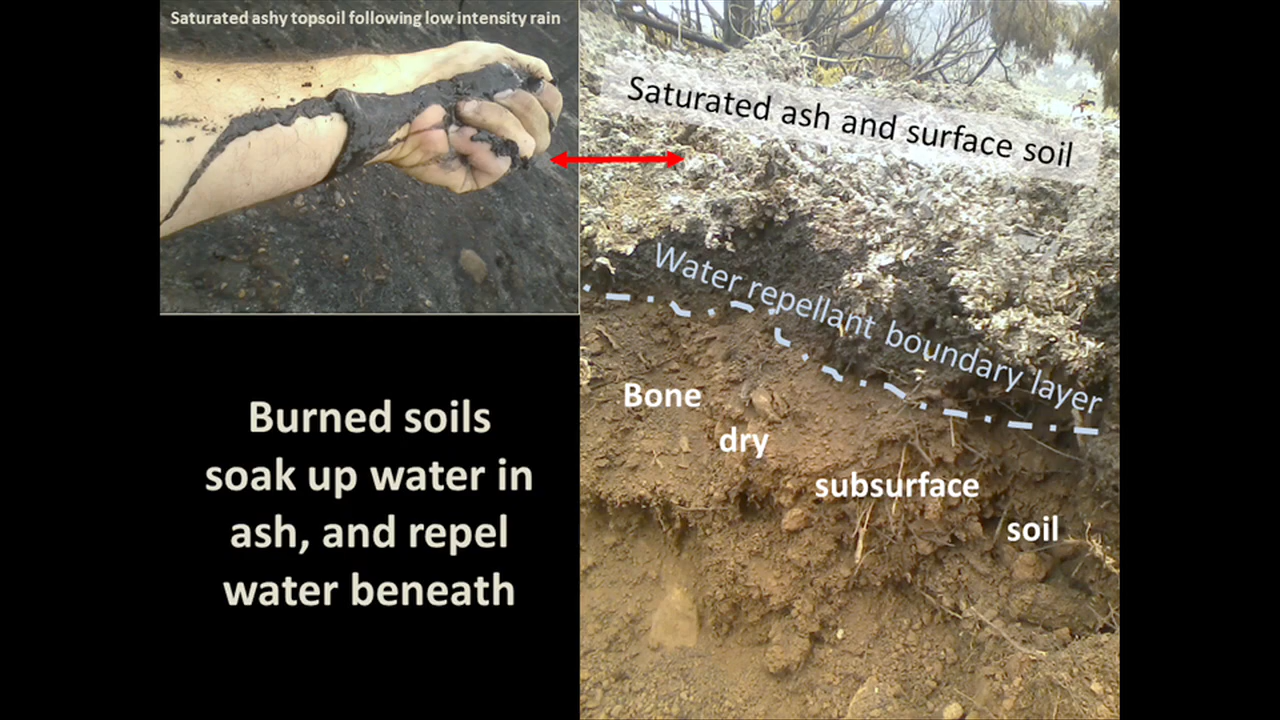 Saturated ashy topsoil following low intensity rain
Saturated ash and surface soil
Water repellant boundary layer
Bone
dry
subsurface
soil
Burned soils
soak up water in
ash, and repel
water beneath